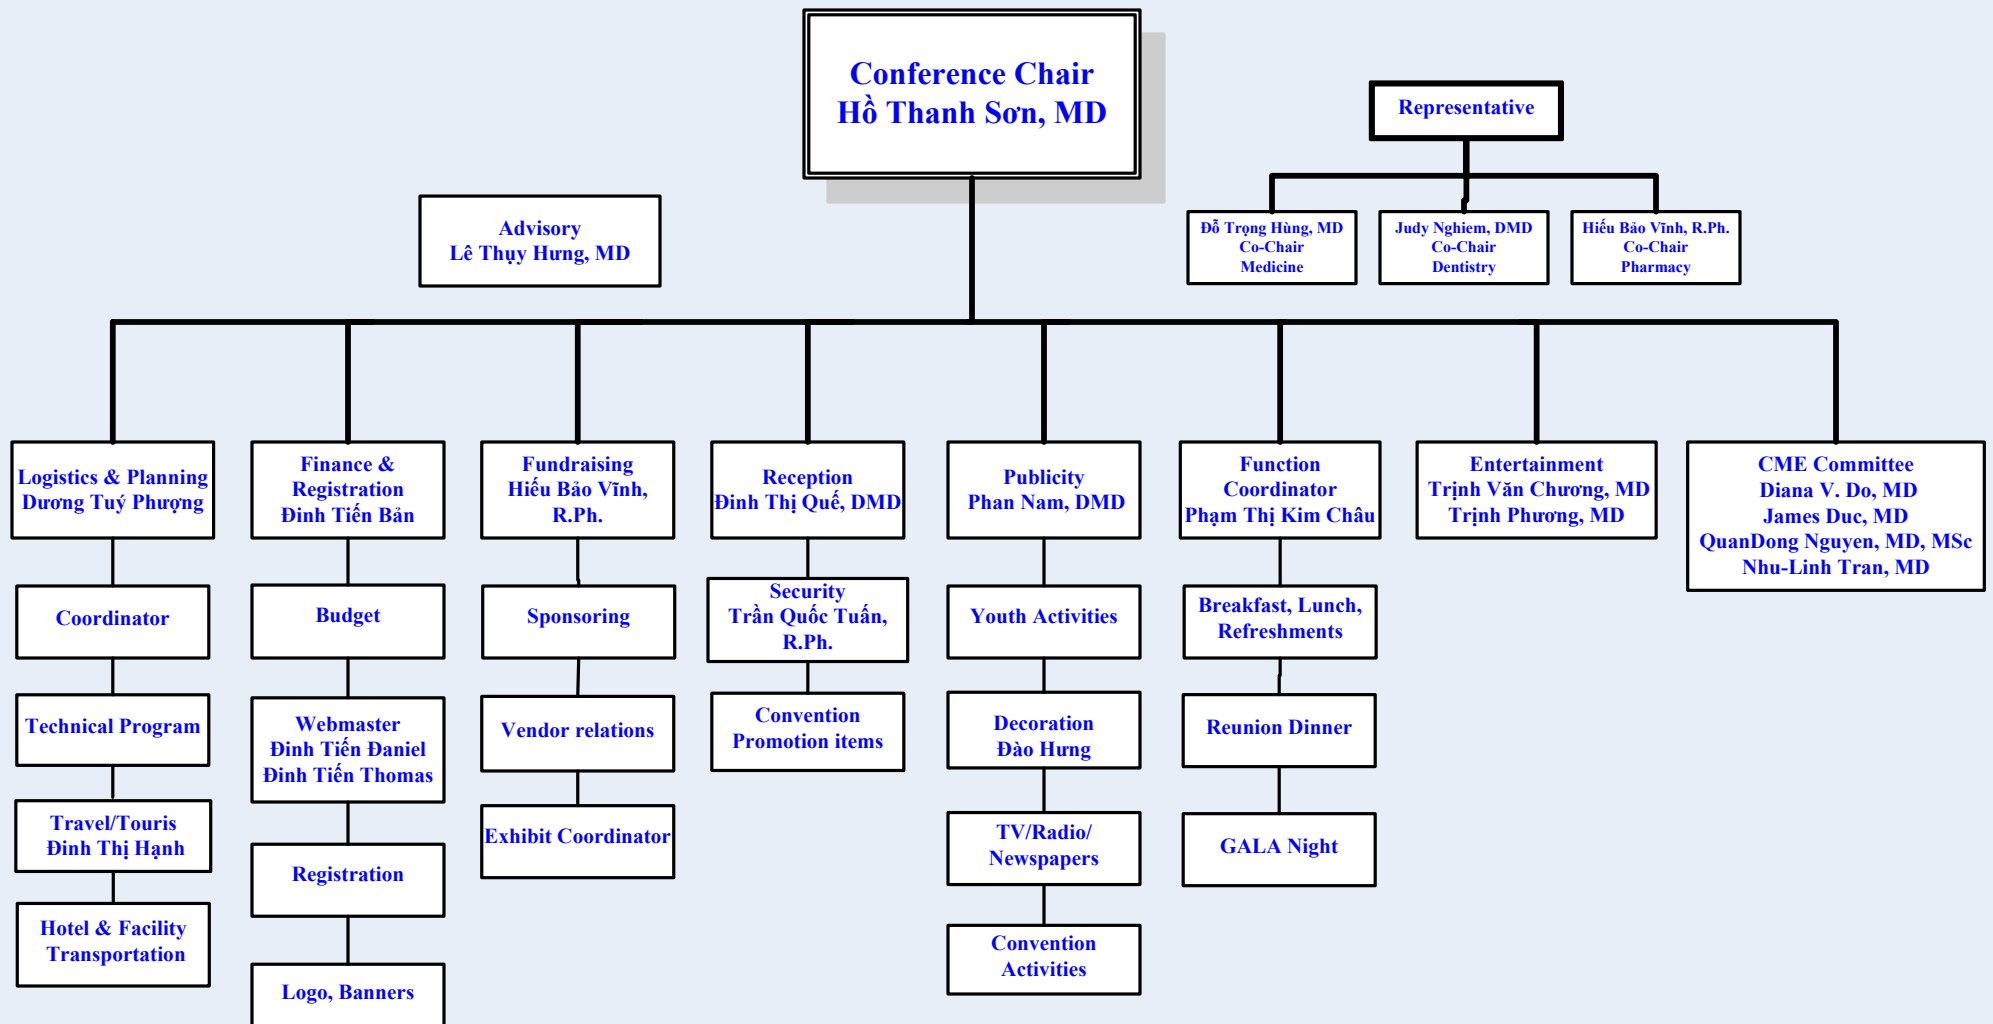 Conference Chair
Hồ Thanh Sơn, MD
Representative
Advisory
Lê Thụy Hưng, MD
Đỗ Trọng Hùng, MD
Co-Chair
Medicine
Judy Nghiem, DMD
Co-Chair
Dentistry
Hiếu Bảo Vĩnh, R.Ph.
Co-Chair
Pharmacy
Logistics & Planning
Dương Tuý Phượng
Coordinator
Technical Program
Travel/Touris
Đinh Thị Hạnh
Hotel & Facility
Transportation
Finance &
Registration
Đinh Tiến Bản
Budget
Webmaster
Đinh Tiến Đaniel
Đinh Tiến Thomas
Registration
Logo, Banners
Fundraising
Hiếu Bảo Vĩnh,
R.Ph.
Sponsoring
Vendor relations
Exhibit Coordinator
Reception
Đinh Thị Quế, DMD
Security
Trần Quốc Tuấn,
R.Ph.
Convention
Promotion items
Publicity
Phan Nam, DMD
Youth Activities
Decoration
Đào Hưng
TV/Radio/
Newspapers
Convention
Activities
Function
Coordinator
Phạm Thị Kim Châu
Breakfast, Lunch,
Refreshments
Reunion Dinner
GALA Night
Entertainment
Trịnh Văn Chương, MD
Trịnh Phương, MD
CME Committee
Diana V. Do, MD
James Duc, MD
QuanDong Nguyen, MD, MSc
Nhu-Linh Tran, MD